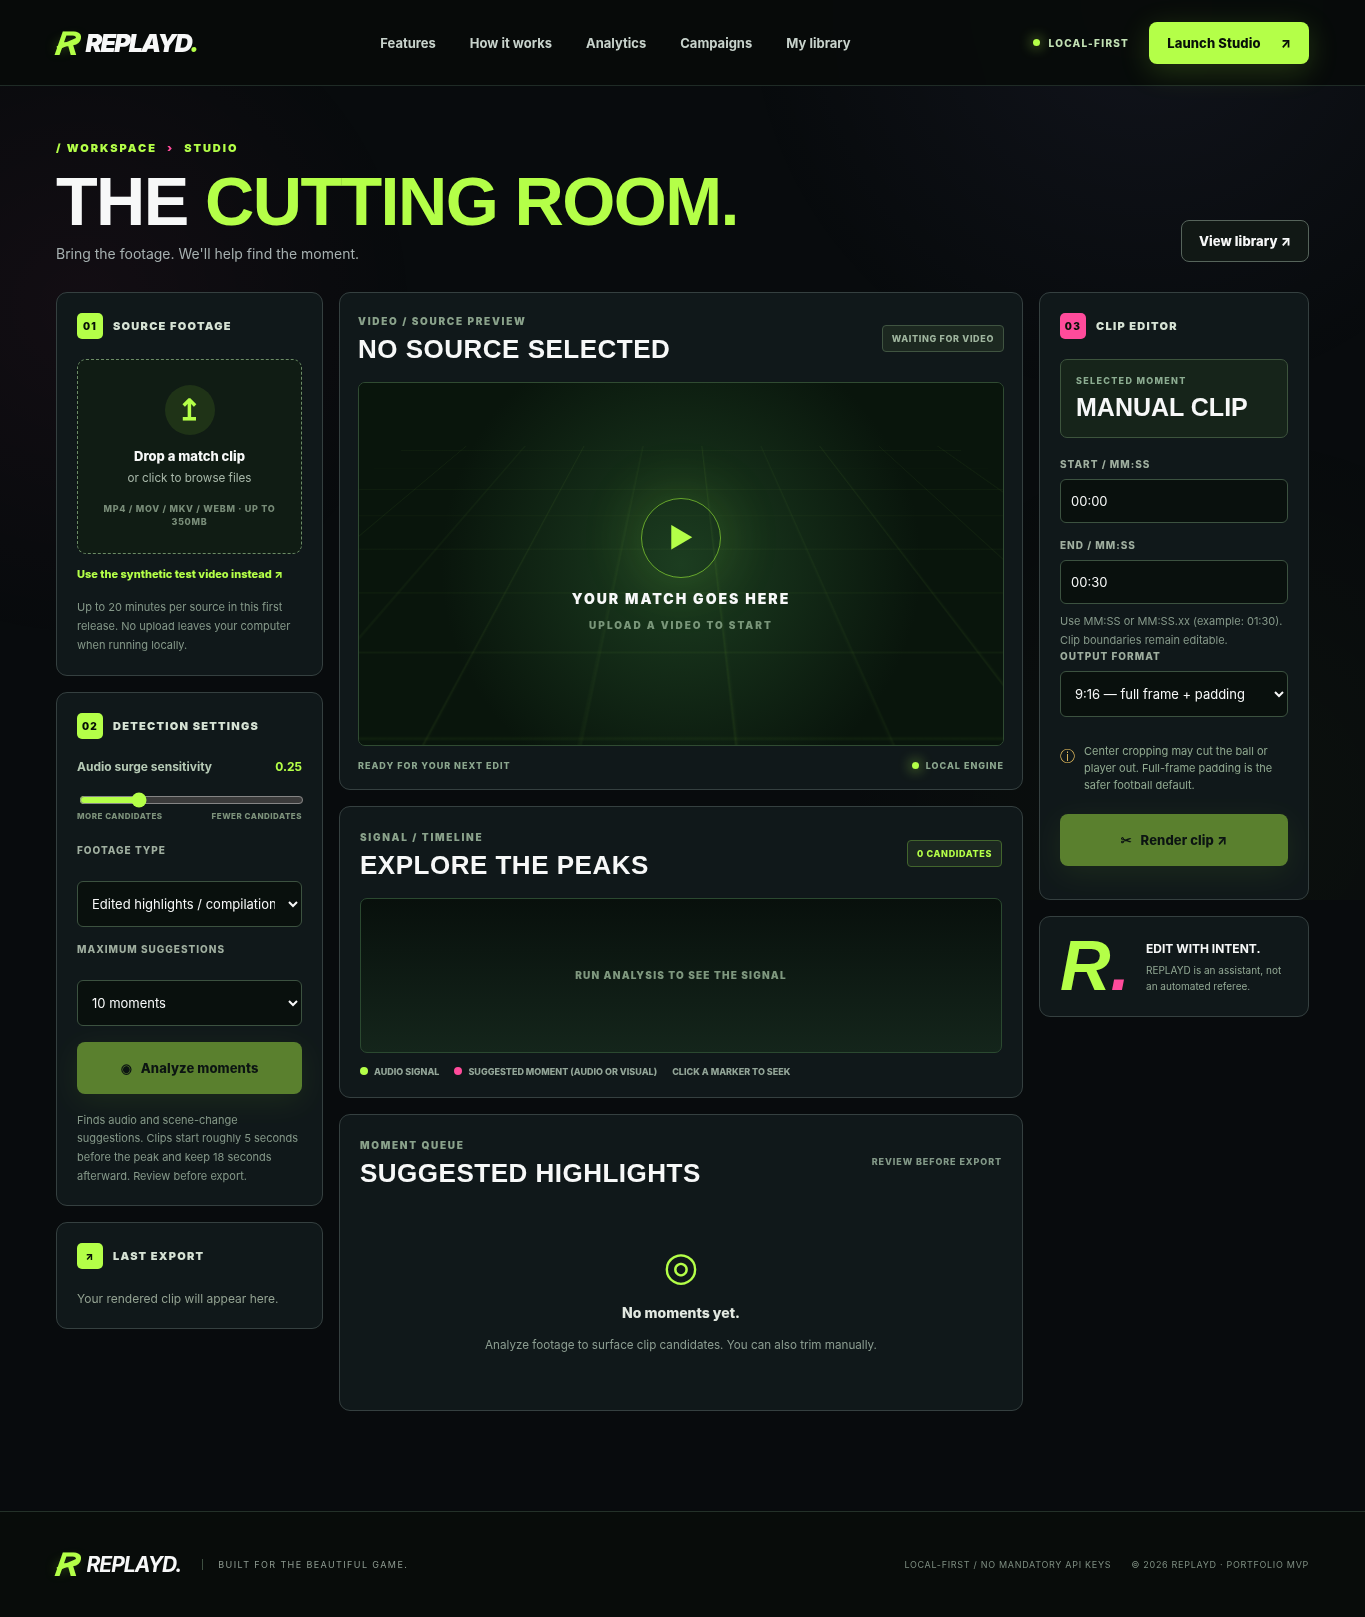 R REPLAYD.
Features
How it works
Analytics
Campaigns
My library
LOCAL-FIRST
Launch Studio ↗
/ WORKSPACE › STUDIO
THE CUTTING ROOM.
Bring the footage. We'll help find the moment.
View library ↗
01 SOURCE FOOTAGE
↥
Drop a match clip
or click to browse files
MP4 / MOV / MKV / WEBM · UP TO
350MB
Use the synthetic test video instead ↗
Up to 20 minutes per source in this first
release. No upload leaves your computer
when running locally.
02 DETECTION SETTINGS
Audio surge sensitivity 0.25
MORE CANDIDATES FEWER CANDIDATES
FOOTAGE TYPE
Edited highlights / compilation
MAXIMUM SUGGESTIONS
10 moments
◉ Analyze moments
Finds audio and scene-change
suggestions. Clips start roughly 5 seconds
before the peak and keep 18 seconds
afterward. Review before export.
↗ LAST EXPORT
Your rendered clip will appear here.
VIDEO / SOURCE PREVIEW
NO SOURCE SELECTED
WAITING FOR VIDEO
YOUR MATCH GOES HERE
UPLOAD A VIDEO TO START
READY FOR YOUR NEXT EDIT
LOCAL ENGINE
SIGNAL / TIMELINE
EXPLORE THE PEAKS
0 CANDIDATES
RUN ANALYSIS TO SEE THE SIGNAL
AUDIO SIGNAL SUGGESTED MOMENT (AUDIO OR VISUAL) CLICK A MARKER TO SEEK
MOMENT QUEUE
SUGGESTED HIGHLIGHTS
REVIEW BEFORE EXPORT
◎
No moments yet.
Analyze footage to surface clip candidates. You can also trim manually.
03 CLIP EDITOR
SELECTED MOMENT
MANUAL CLIP
START / MM:SS
00:00
END / MM:SS
00:30
Use MM:SS or MM:SS.xx (example: 01:30).
Clip boundaries remain editable.
OUTPUT FORMAT
9:16 — full frame + padding
ⓘ Center cropping may cut the ball or
player out. Full-frame padding is the
safer football default.
✂ Render clip ↗
R.
EDIT WITH INTENT.
REPLAYD is an assistant, not
an automated referee.
R REPLAYD.
BUILT FOR THE BEAUTIFUL GAME.
LOCAL-FIRST / NO MANDATORY API KEYS
© 2026 REPLAYD · PORTFOLIO MVP